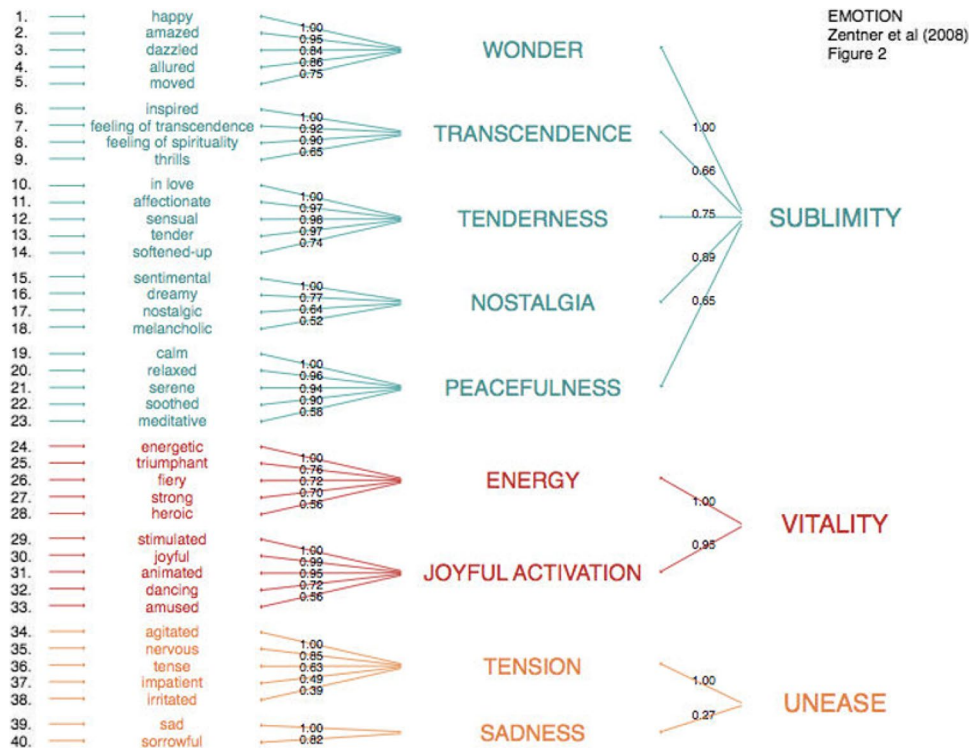 EMOTION
Zentner et al (2008)
Figure 2
1. happy 1.00
2. amazed 0.95
3. dazzled 0.84
4. allured 0.86
5. moved 0.75
WONDER
1.00
6. inspired 1.00
7. feeling of transcendence 0.92
8. feeling of spirituality 0.90
9. thrills 0.65
TRANSCENDENCE
0.66
10. in love 1.00
11. affectionate 0.97
12. sensual 0.98
13. tender 0.97
14. softened-up 0.74
TENDERNESS
0.75
SUBLIMITY
15. sentimental 1.00
16. dreamy 0.77
17. nostalgic 0.64
18. melancholic 0.52
NOSTALGIA
0.89
19. calm 1.00
20. relaxed 0.96
21. serene 0.94
22. soothed 0.90
23. meditative 0.58
PEACEFULNESS
0.65
24. energetic 1.00
25. triumphant 0.76
26. fiery 0.72
27. strong 0.70
28. heroic 0.56
ENERGY
1.00
VITALITY
29. stimulated 1.00
30. joyful 0.99
31. animated 0.95
32. dancing 0.72
33. amused 0.56
JOYFUL ACTIVATION
0.95
34. agitated 1.00
35. nervous 0.85
36. tense 0.63
37. impatient 0.49
38. irritated 0.39
TENSION
1.00
UNEASE
39. sad 1.00
40. sorrowful 0.82
SADNESS
0.27